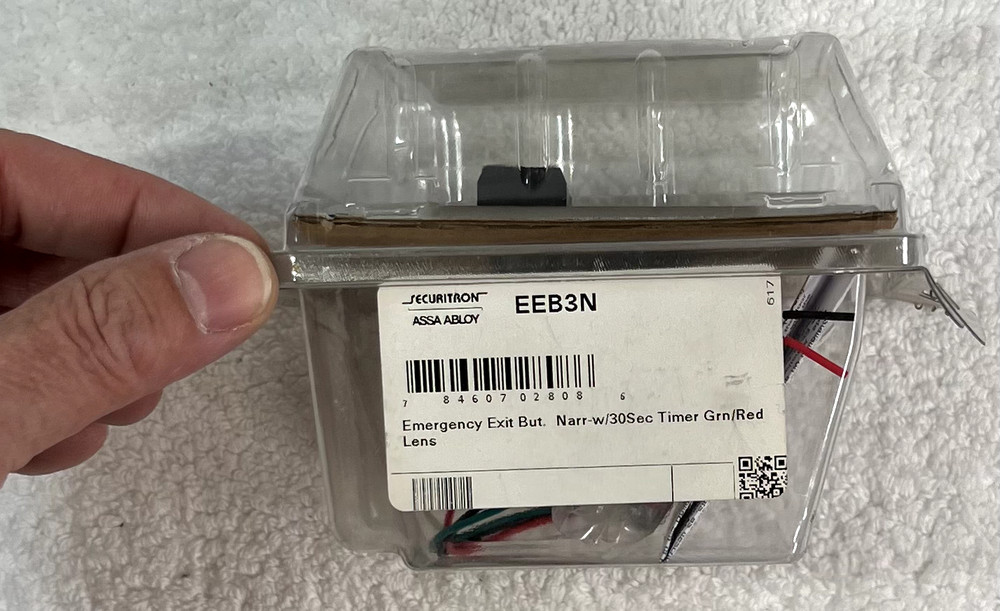 SECURITRON
ASSA ABLOY
EEB3N
617
7 84607 02808 6
Emergency Exit But. Narr-w/30Sec Timer Grn/Red
Lens